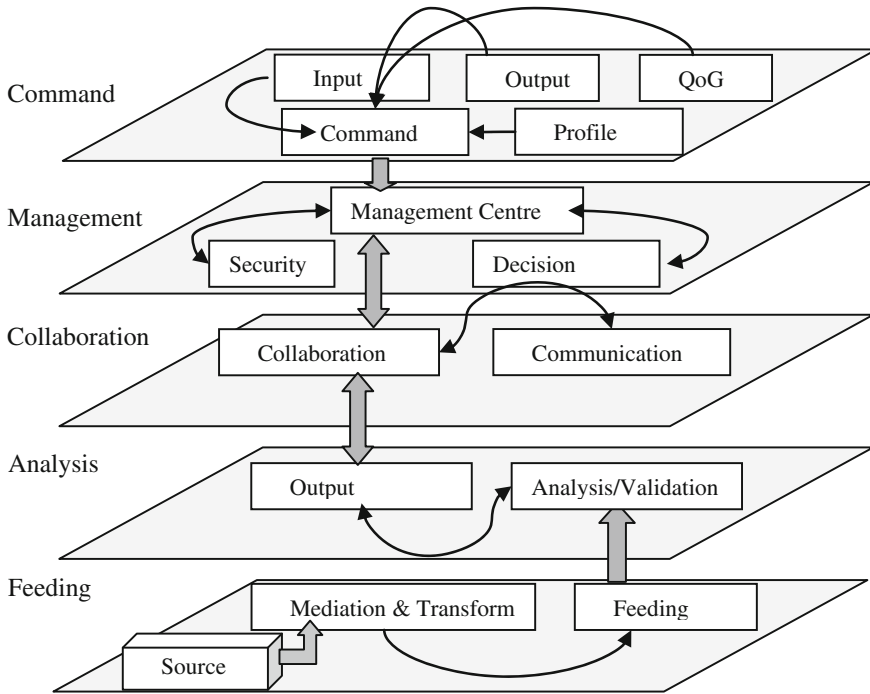 Input
Output
QoG
Command
Command
Profile
Management
Management Centre
Security
Decision
Collaboration
Collaboration
Communication
Analysis
Output
Analysis/Validation
Feeding
Mediation & Transform
Feeding
Source